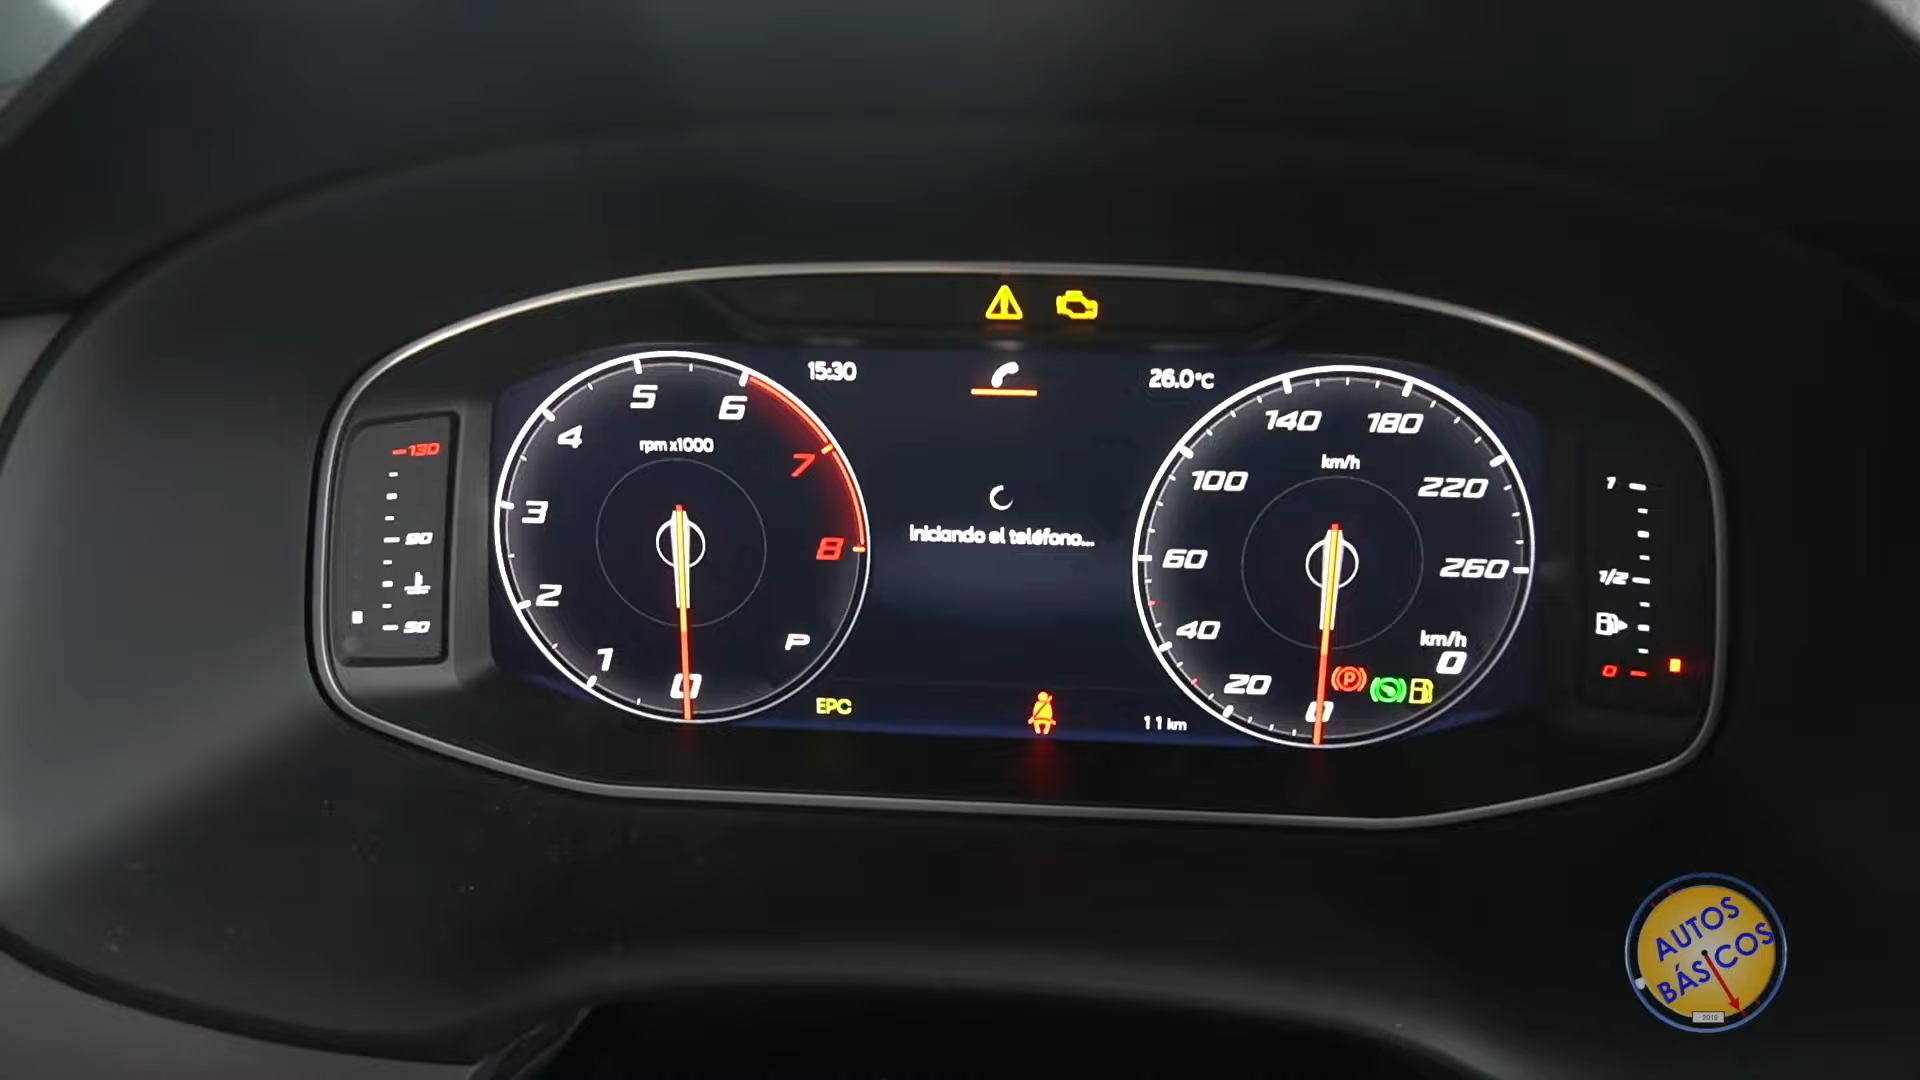 15:30
26.0°C
5
6
4
7
3
8
2
1
0
rpm x1000
P
130
90
50
Iniciando el teléfono...
140
180
100
220
60
260
40
20
0
km/h
km/h
0
P
EPC
11 km
1
1/2
0
AUTOS
BÁSICOS
2019